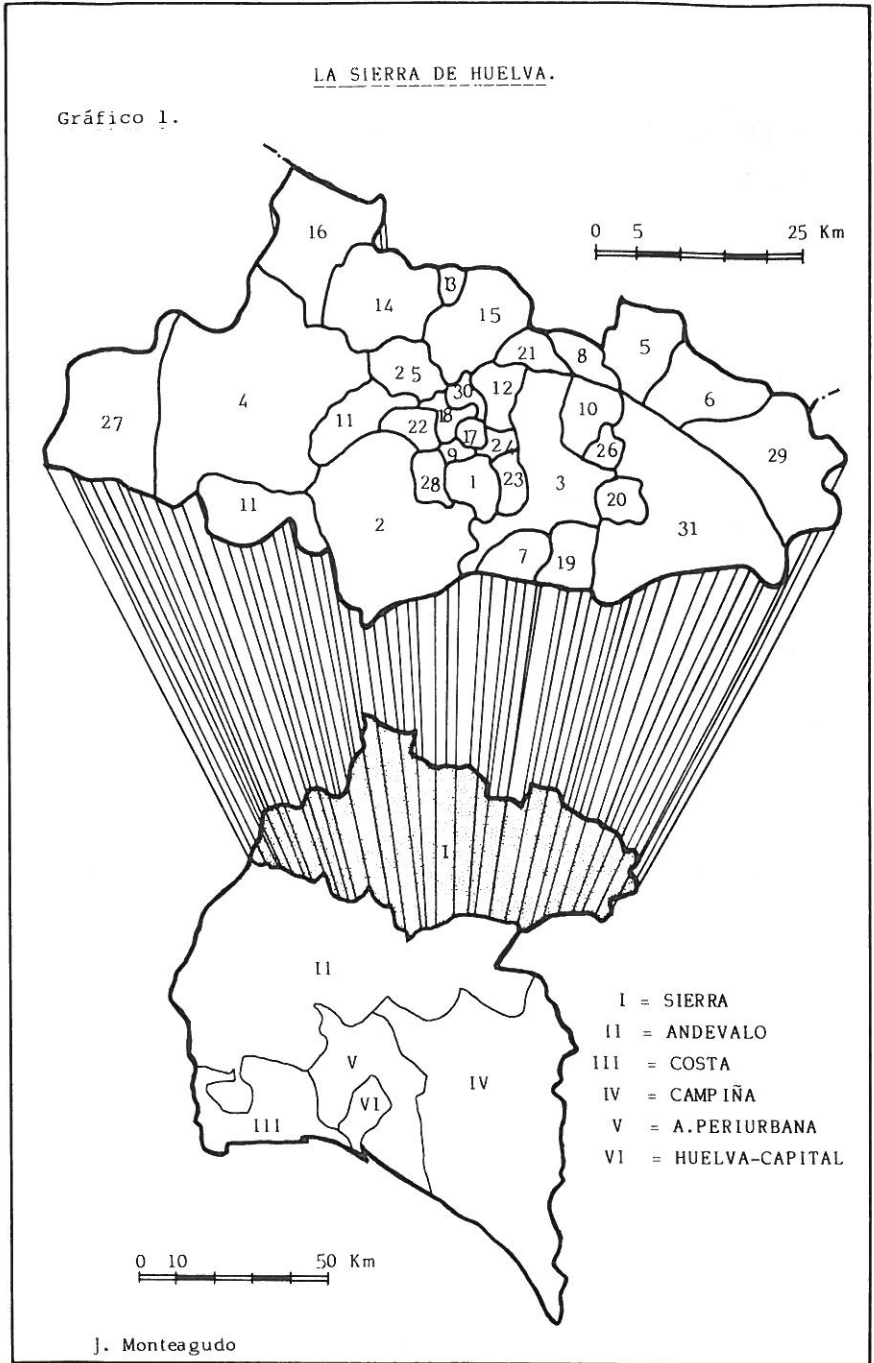 LA SIERRA DE HUELVA.
Gráfico 1.
0 5 25 Km
16
13
14
15
5
21
8
25
30
12
6
4
10
27
11
22
18
17
24
26
29
9
28
1
23
3
20
11
2
31
7
19
I
II
I = SIERRA
II = ANDEVALO
III = COSTA
IV = CAMPIÑA
V = A.PERIURBANA
VI = HUELVA-CAPITAL
V
IV
VI
III
0 10 50 Km
J. Monteagudo